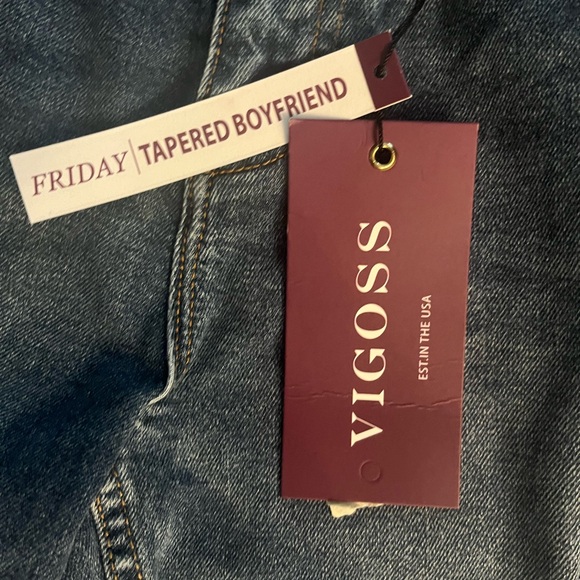 FRIDAY | TAPERED BOYFRIEND
VIGOSS
EST.IN THE USA